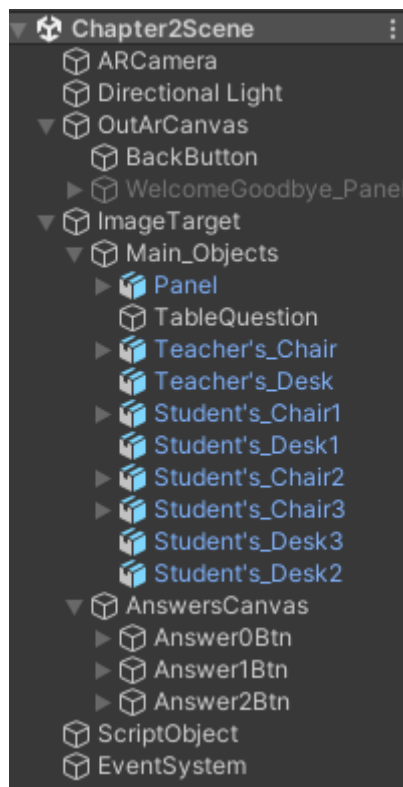 Chapter2Scene
ARCamera
Directional Light
OutArCanvas
BackButton
WelcomeGoodbye_Pane
ImageTarget
Main_Objects
Panel
TableQuestion
Teacher's_Chair
Teacher's_Desk
Student's_Chair1
Student's_Desk1
Student's_Chair2
Student's_Chair3
Student's_Desk3
Student's_Desk2
AnswersCanvas
Answer0Btn
Answer1Btn
Answer2Btn
ScriptObject
EventSystem